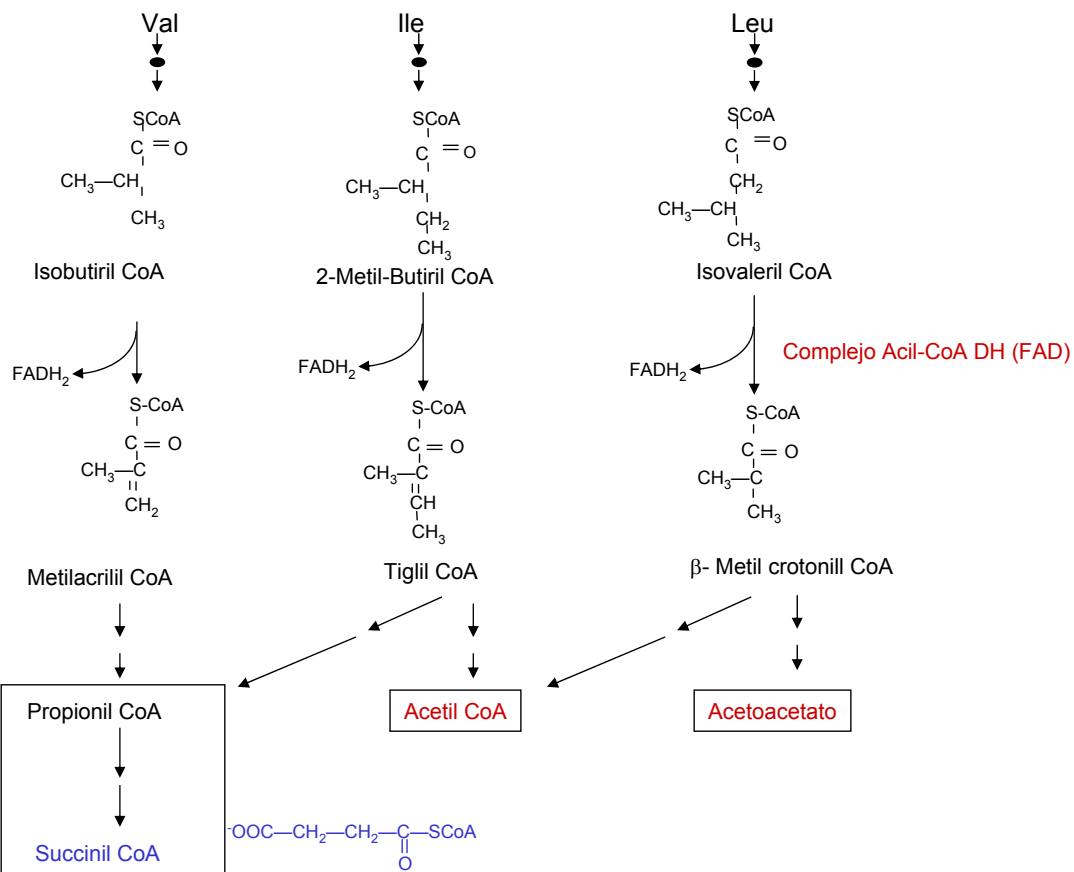 Val Ile Leu
SCoA SCoA SCoA
C = O C = O C = O
CH₃—CH CH₃—CH CH₂
CH₃ CH₂ CH₃—CH
CH₃ CH₃
Isobutiril CoA 2-Metil-Butiril CoA Isovaleril CoA
Complejo Acil-CoA DH (FAD)
FADH₂ FADH₂ FADH₂
S-CoA S-CoA S-CoA
C = O C = O C = O
CH₃—C CH₃—C CH₃—C
CH₂ CH CH₃
CH₃
Metilacrilil CoA Tiglil CoA β- Metil crotonill CoA
Propionil CoA Acetil CoA Acetoacetato
⁻OOC—CH₂—CH₂—C—SCoA
O
Succinil CoA